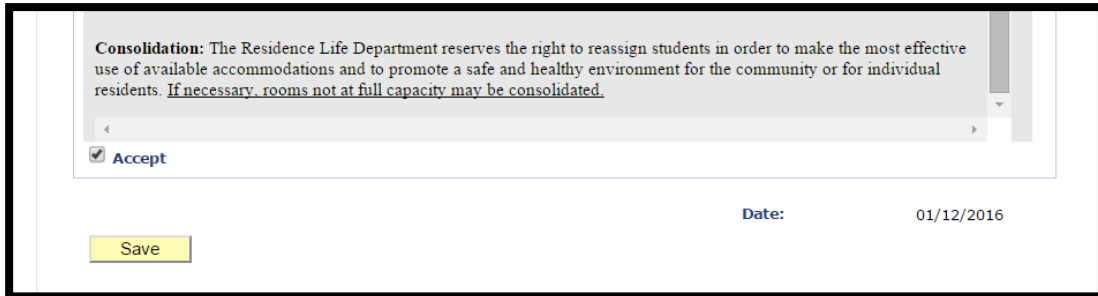 Consolidation: The Residence Life Department reserves the right to reassign students in order to make the most effective
use of available accommodations and to promote a safe and healthy environment for the community or for individual
residents. If necessary, rooms not at full capacity may be consolidated.
Accept
Date: 01/12/2016
Save